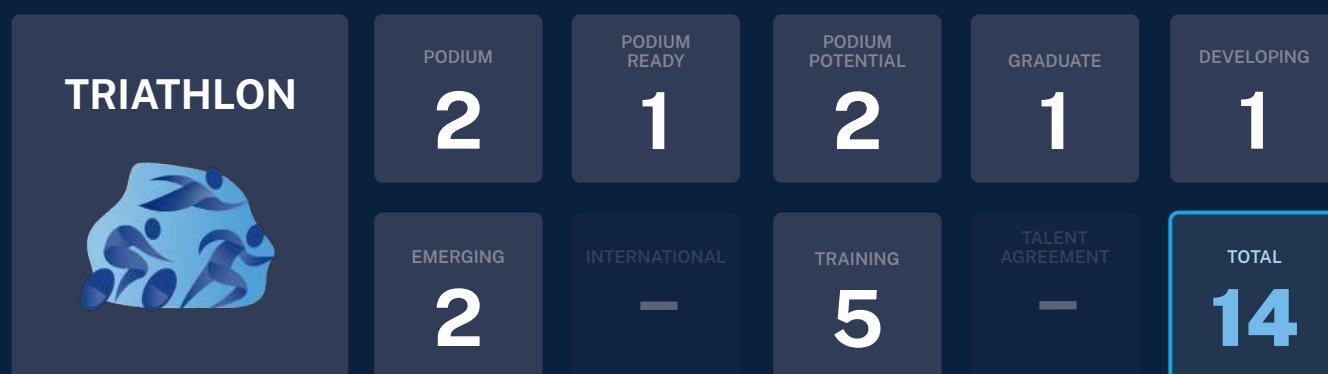 TRIATHLON
PODIUM
2
PODIUM
READY
1
PODIUM
POTENTIAL
2
GRADUATE
1
DEVELOPING
1
EMERGING
2
INTERNATIONAL
–
TRAINING
5
TALENT
AGREEMENT
–
TOTAL
14